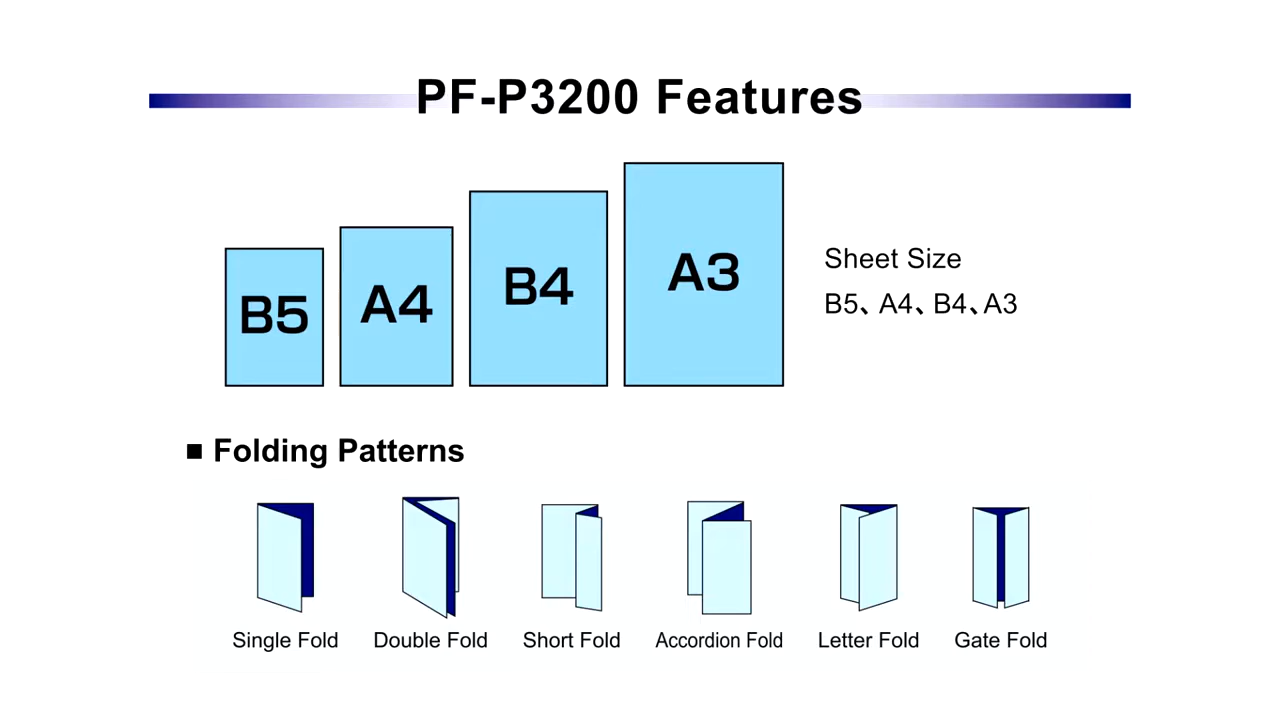 PF-P3200 Features
B5
A4
B4
A3
Sheet Size
B5、A4、B4、A3
■ Folding Patterns
Single Fold
Double Fold
Short Fold
Accordion Fold
Letter Fold
Gate Fold